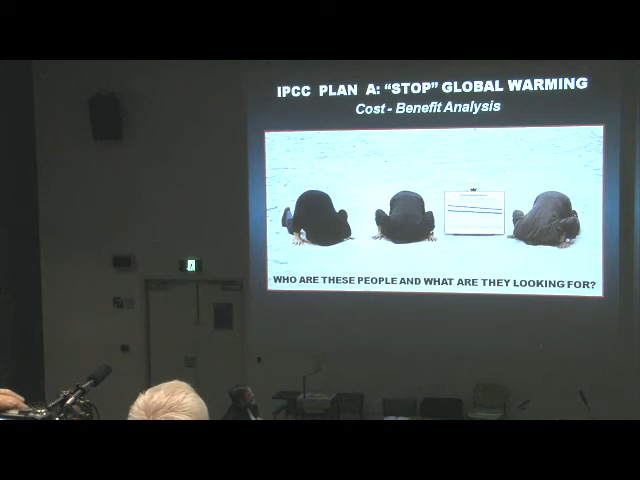 IPCC PLAN A: “STOP” GLOBAL WARMING
Cost - Benefit Analysis
WHO ARE THESE PEOPLE AND WHAT ARE THEY LOOKING FOR?